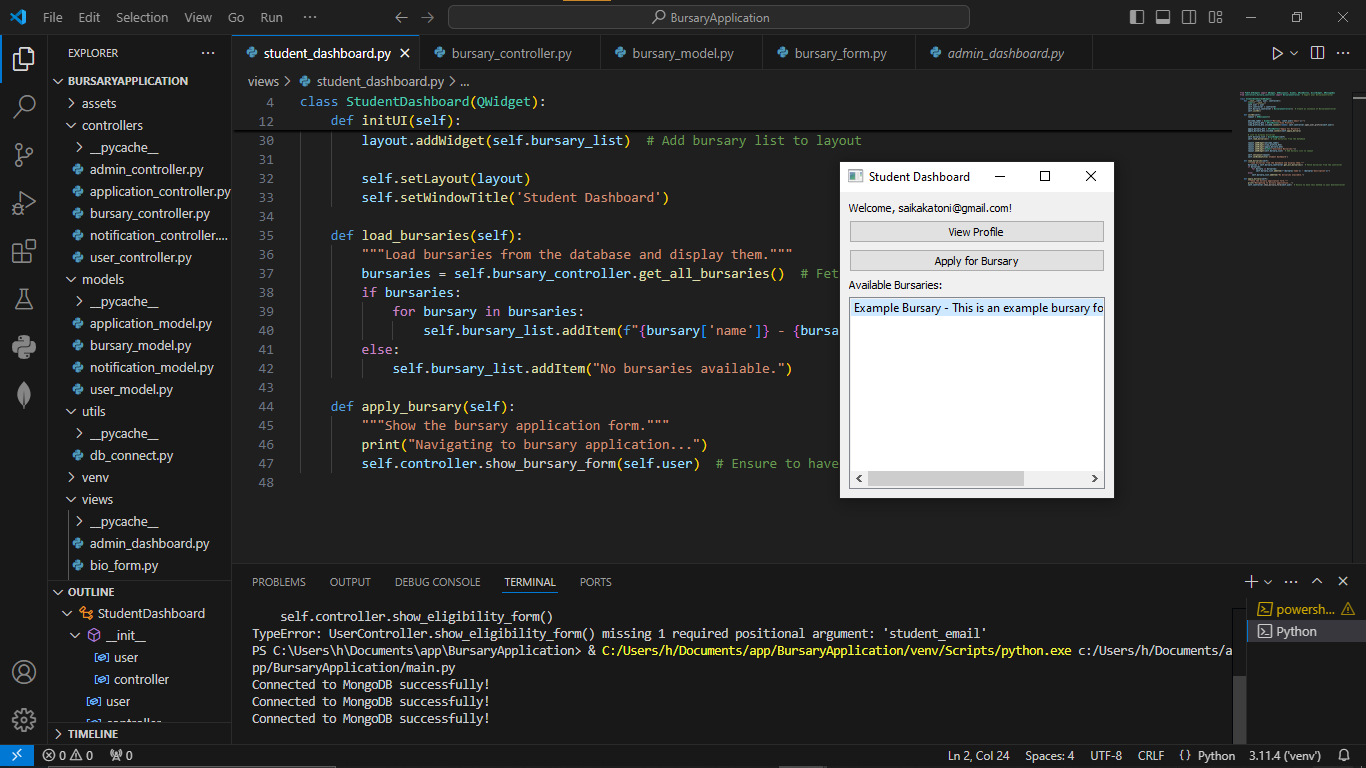 File Edit Selection View Go Run ··· BursaryApplication
EXPLORER ···
BURSARYAPPLICATION
assets
controllers
__pycache__
admin_controller.py
application_controller.py
bursary_controller.py
notification_controller....
user_controller.py
models
__pycache__
application_model.py
bursary_model.py
notification_model.py
user_model.py
utils
__pycache__
db_connect.py
venv
views
__pycache__
admin_dashboard.py
bio_form.py
OUTLINE
StudentDashboard
__init__
user
controller
user
controller
TIMELINE
student_dashboard.py bursary_controller.py bursary_model.py bursary_form.py admin_dashboard.py
views > student_dashboard.py > ...
4 class StudentDashboard(QWidget):
12 def initUI(self):
30 layout.addWidget(self.bursary_list) # Add bursary list to layout
31
32 self.setLayout(layout)
33 self.setWindowTitle('Student Dashboard')
34
35 def load_bursaries(self):
36 """Load bursaries from the database and display them."""
37 bursaries = self.bursary_controller.get_all_bursaries() # Fet
38 if bursaries:
39 for bursary in bursaries:
40 self.bursary_list.addItem(f"{bursary['name']} - {bursa
41 else:
42 self.bursary_list.addItem("No bursaries available.")
43
44 def apply_bursary(self):
45 """Show the bursary application form."""
46 print("Navigating to bursary application...")
47 self.controller.show_bursary_form(self.user) # Ensure to have
48
Student Dashboard
Welcome, saikakatoni@gmail.com!
View Profile
Apply for Bursary
Available Bursaries:
Example Bursary - This is an example bursary fo
PROBLEMS OUTPUT DEBUG CONSOLE TERMINAL PORTS
self.controller.show_eligibility_form()
TypeError: UserController.show_eligibility_form() missing 1 required positional argument: 'student_email'
PS C:\Users\h\Documents\app\BursaryApplication> & C:/Users/h/Documents/app/BursaryApplication/venv/Scripts/python.exe c:/Users/h/Documents/a
pp/BursaryApplication/main.py
Connected to MongoDB successfully!
Connected to MongoDB successfully!
Connected to MongoDB successfully!
powersh...
Python
0 0 0 Ln 2, Col 24 Spaces: 4 UTF-8 CRLF { } Python 3.11.4 ('venv')